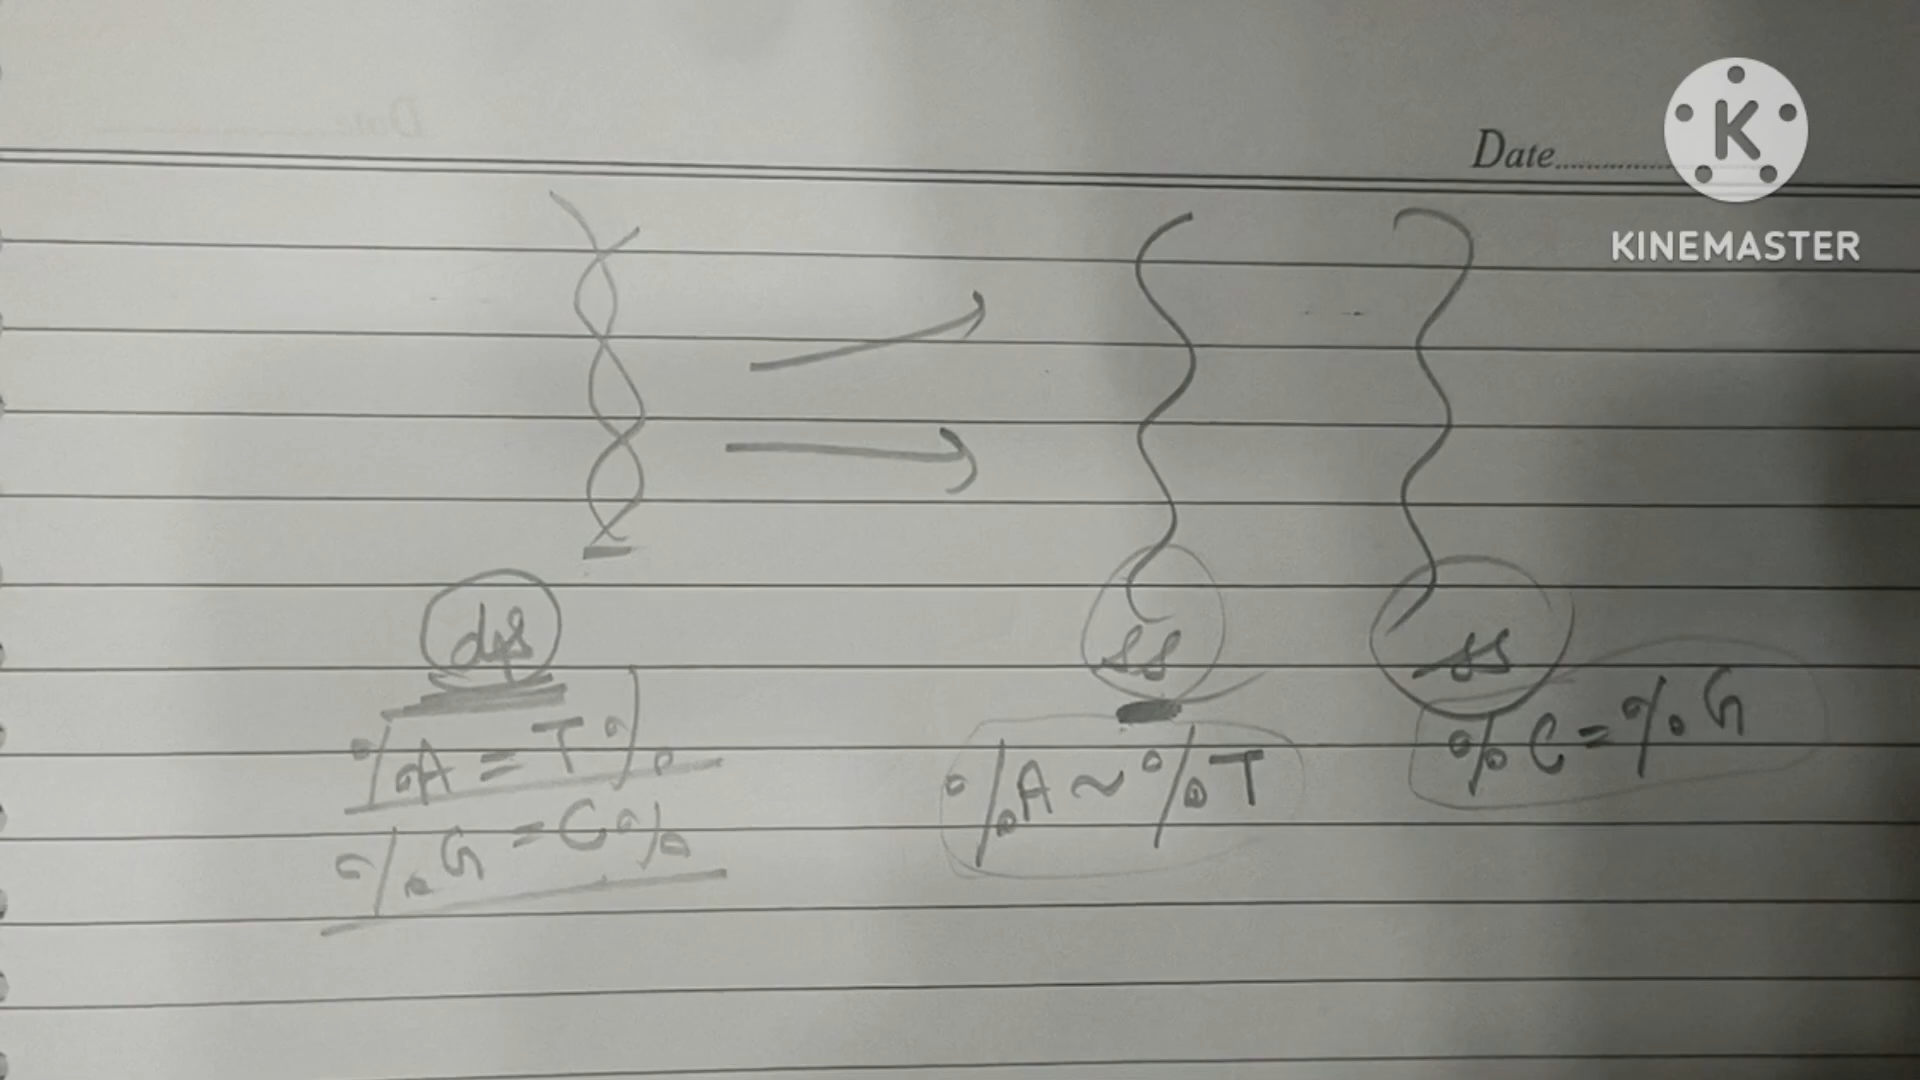 Date..............
KINEMASTER
ds
ss
ss
%A = T%
%G = C%
%A ~ %T
%C = %G